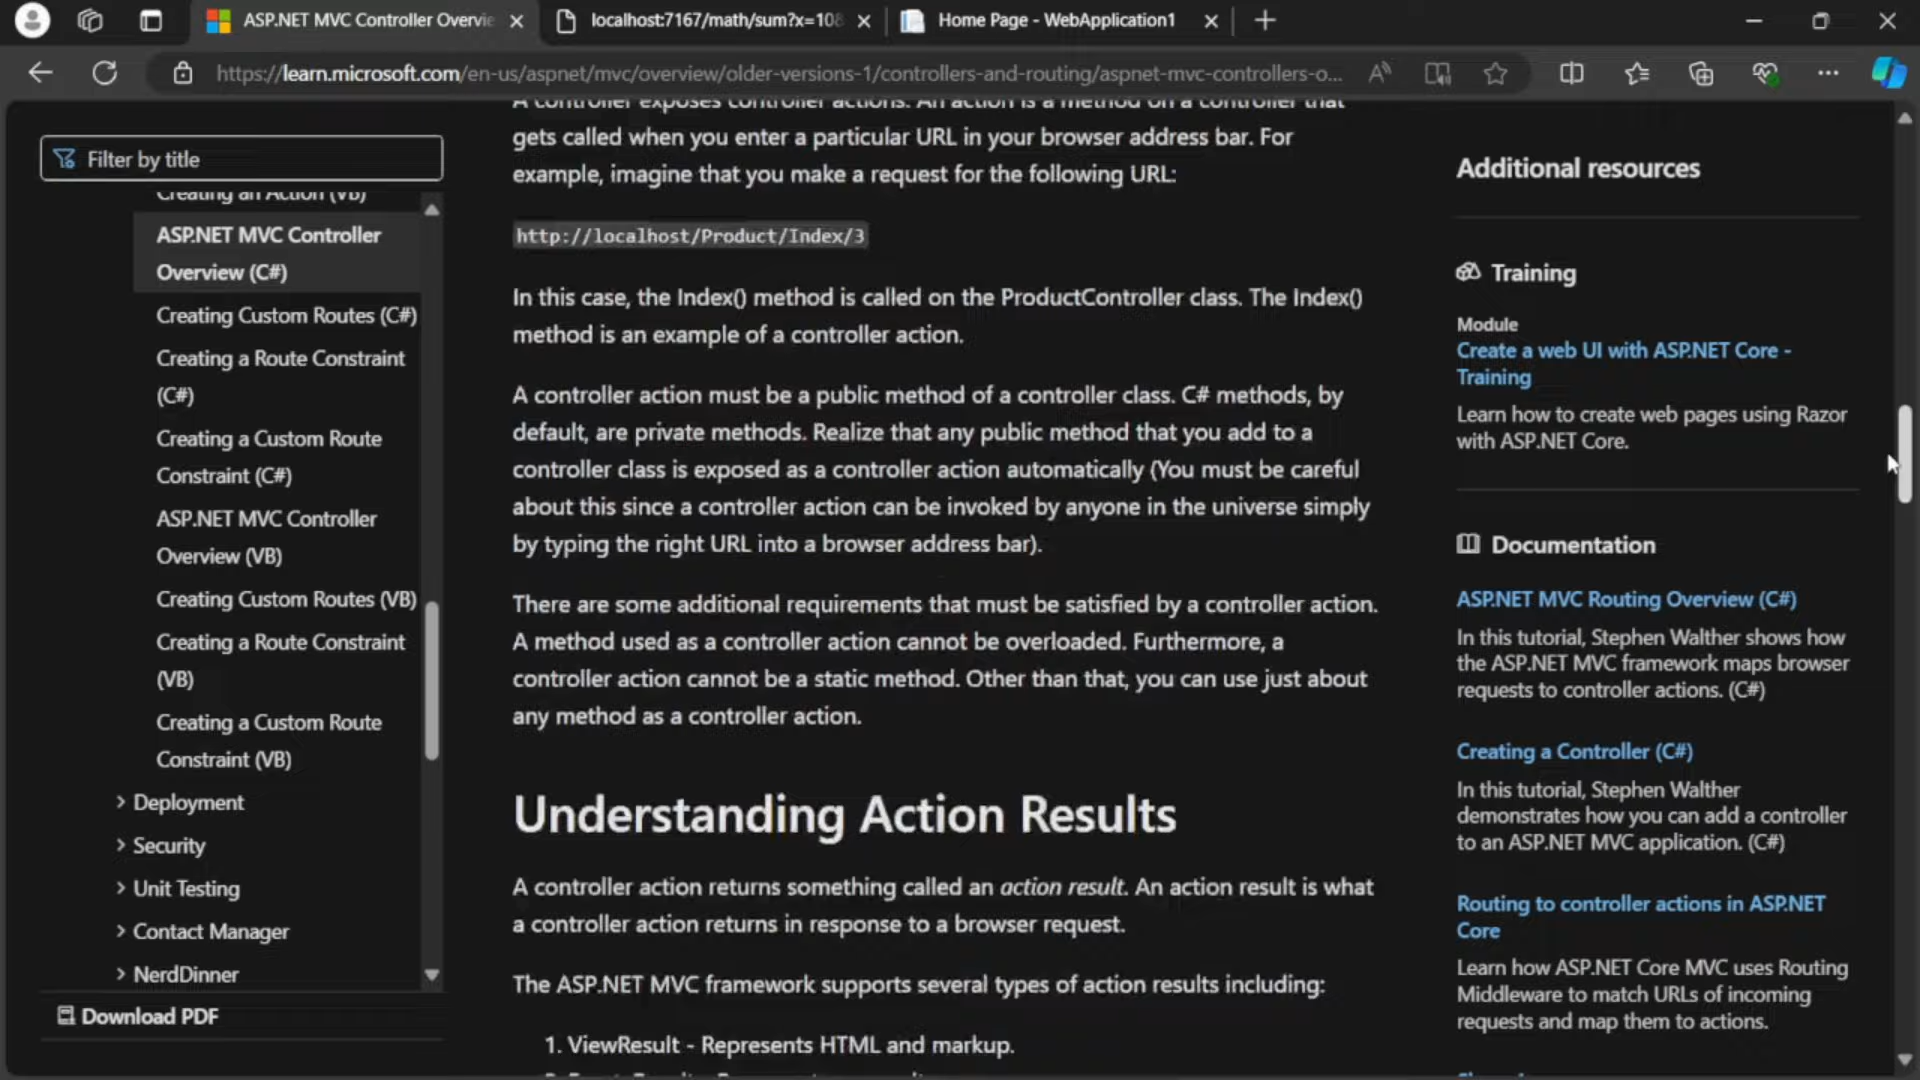 ASP.NET MVC Controller Overvie
localhost:7167/math/sum?x=108
Home Page - WebApplication1
https://learn.microsoft.com/en-us/aspnet/mvc/overview/older-versions-1/controllers-and-routing/aspnet-mvc-controllers-o...
Filter by title
Creating an Action (VB)
ASP.NET MVC Controller
Overview (C#)
Creating Custom Routes (C#)
Creating a Route Constraint
(C#)
Creating a Custom Route
Constraint (C#)
ASP.NET MVC Controller
Overview (VB)
Creating Custom Routes (VB)
Creating a Route Constraint
(VB)
Creating a Custom Route
Constraint (VB)
Deployment
Security
Unit Testing
Contact Manager
NerdDinner
Download PDF
A controller exposes controller actions. An action is a method on a controller that
gets called when you enter a particular URL in your browser address bar. For
example, imagine that you make a request for the following URL:
http://localhost/Product/Index/3
In this case, the Index() method is called on the ProductController class. The Index()
method is an example of a controller action.
A controller action must be a public method of a controller class. C# methods, by
default, are private methods. Realize that any public method that you add to a
controller class is exposed as a controller action automatically (You must be careful
about this since a controller action can be invoked by anyone in the universe simply
by typing the right URL into a browser address bar).
There are some additional requirements that must be satisfied by a controller action.
A method used as a controller action cannot be overloaded. Furthermore, a
controller action cannot be a static method. Other than that, you can use just about
any method as a controller action.
Understanding Action Results
A controller action returns something called an action result. An action result is what
a controller action returns in response to a browser request.
The ASP.NET MVC framework supports several types of action results including:
1. ViewResult - Represents HTML and markup.
Additional resources
Training
Module
Create a web UI with ASP.NET Core -
Training
Learn how to create web pages using Razor
with ASP.NET Core.
Documentation
ASP.NET MVC Routing Overview (C#)
In this tutorial, Stephen Walther shows how
the ASP.NET MVC framework maps browser
requests to controller actions. (C#)
Creating a Controller (C#)
In this tutorial, Stephen Walther
demonstrates how you can add a controller
to an ASP.NET MVC application. (C#)
Routing to controller actions in ASP.NET
Core
Learn how ASP.NET Core MVC uses Routing
Middleware to match URLs of incoming
requests and map them to actions.